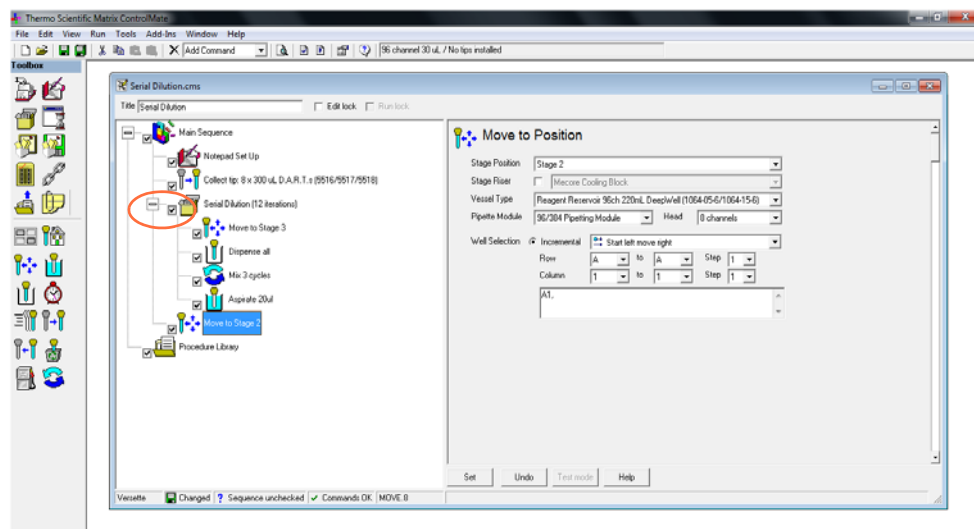 Thermo Scientific Matrix ControlMate
File Edit View Run Tools Add-Ins Window Help
Add Command
96 channel 30 uL / No tips installed
Toolbox
Serial Dilution.cms
Title Serial Dilution Edit lock Run lock
Main Sequence
Notepad Set Up
Collect tip: 8 x 300 uL D.A.R.T.s (5516/5517/5518)
Serial Dilution (12 iterations)
Move to Stage 3
Dispense all
Mix 3 cycles
Aspirate 20ul
Move to Stage 2
Procedure Library
Move to Position
Stage Position Stage 2
Stage Riser Mecore Cooling Block
Vessel Type Reagent Reservoir 96ch 220mL DeepWell (1064-05-6/1064-15-6)
Pipette Module 96/384 Pipetting Module Head 8 channels
Well Selection Incremental Start left move right
Row A to A Step 1
Column 1 to 1 Step 1
A1,
Set Undo Test mode Help
Versette Changed ? Sequence unchecked Commands OK MOVE.8